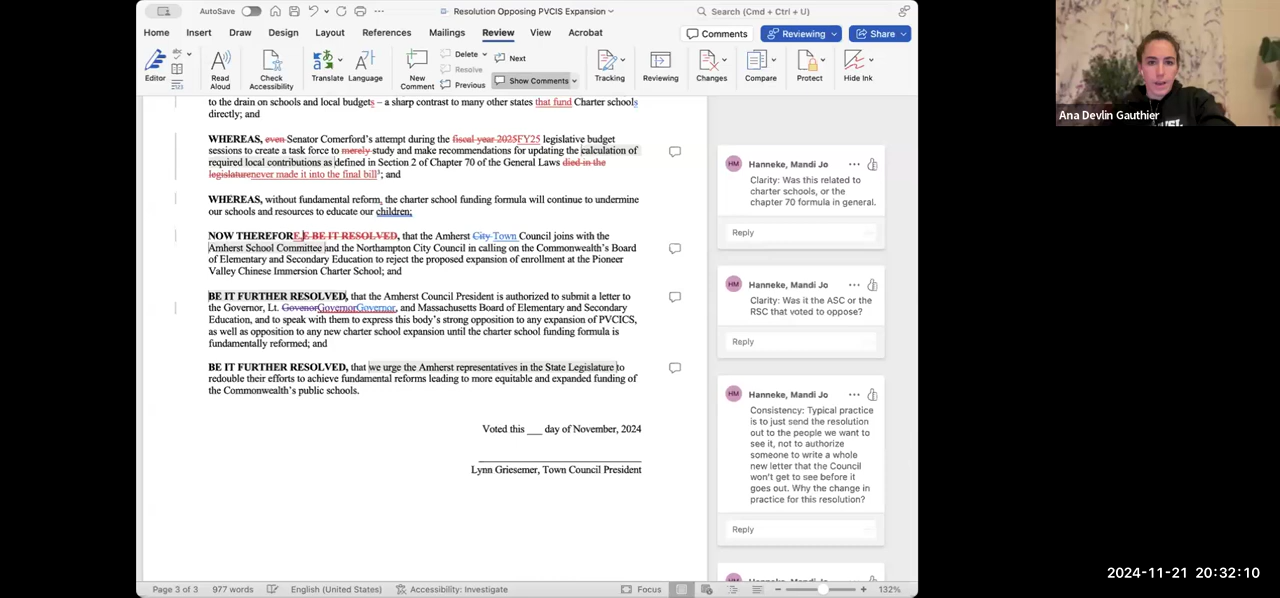 AutoSave
Resolution Opposing PVCIS Expansion
Search (Cmd + Ctrl + U)
Home Insert Draw Design Layout References Mailings Review View Acrobat
Comments Reviewing Share
Editor
Read Aloud
Check Accessibility
Translate Language
New Comment
Delete
Resolve
Previous
Next
Show Comments
Tracking
Reviewing
Changes
Compare
Protect
Hide Ink
to the drain on schools and local budgets – a sharp contrast to many other states that fund Charter schools
directly; and
WHEREAS, even Senator Comerford's attempt during the fiscal year 2025FY25 legislative budget
sessions to create a task force to merely study and make recommendations for updating the calculation of
required local contributions as defined in Section 2 of Chapter 70 of the General Laws died in the
legislaturenever made it into the final bill; and
WHEREAS, without fundamental reform, the charter school funding formula will continue to undermine
our schools and resources to educate our children;
NOW THEREFORE,E BE IT RESOLVED, that the Amherst City Town Council joins with the
Amherst School Committee and the Northampton City Council in calling on the Commonwealth's Board
of Elementary and Secondary Education to reject the proposed expansion of enrollment at the Pioneer
Valley Chinese Immersion Charter School; and
BE IT FURTHER RESOLVED, that the Amherst Council President is authorized to submit a letter to
the Governor, Lt. GovenorGovernorGovernor, and Massachusetts Board of Elementary and Secondary
Education, and to speak with them to express this body's strong opposition to any expansion of PVCICS,
as well as opposition to any new charter school expansion until the charter school funding formula is
fundamentally reformed; and
BE IT FURTHER RESOLVED, that we urge the Amherst representatives in the State Legislature to
redouble their efforts to achieve fundamental reforms leading to more equitable and expanded funding of
the Commonwealth's public schools.
Voted this ___ day of November, 2024
Lynn Griesemer, Town Council President
HM Hanneke, Mandi Jo
Clarity: Was this related to
charter schools, or the
chapter 70 formula in general.
Reply
HM Hanneke, Mandi Jo
Clarity: Was it the ASC or the
RSC that voted to oppose?
Reply
HM Hanneke, Mandi Jo
Consistency: Typical practice
is to just send the resolution
out to the people we want to
see it, not to authorize
someone to write a whole
new letter that the Council
won't get to see before it
goes out. Why the change in
practice for this resolution?
Reply
HM Hanneke, Mandi Jo
Page 3 of 3 977 words English (United States) Accessibility: Investigate Focus 132%
Ana Devlin Gauthier
2024-11-21 20:32:10